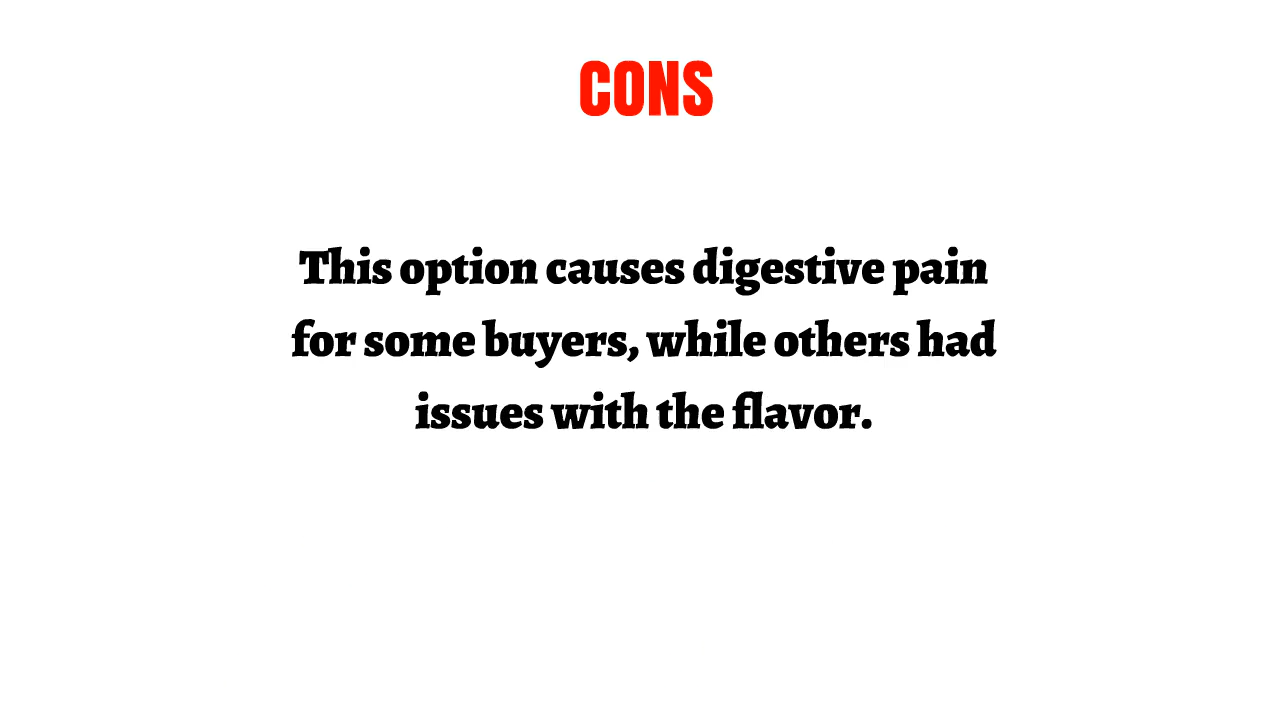 CONS
This option causes digestive pain
for some buyers, while others had
issues with the flavor.